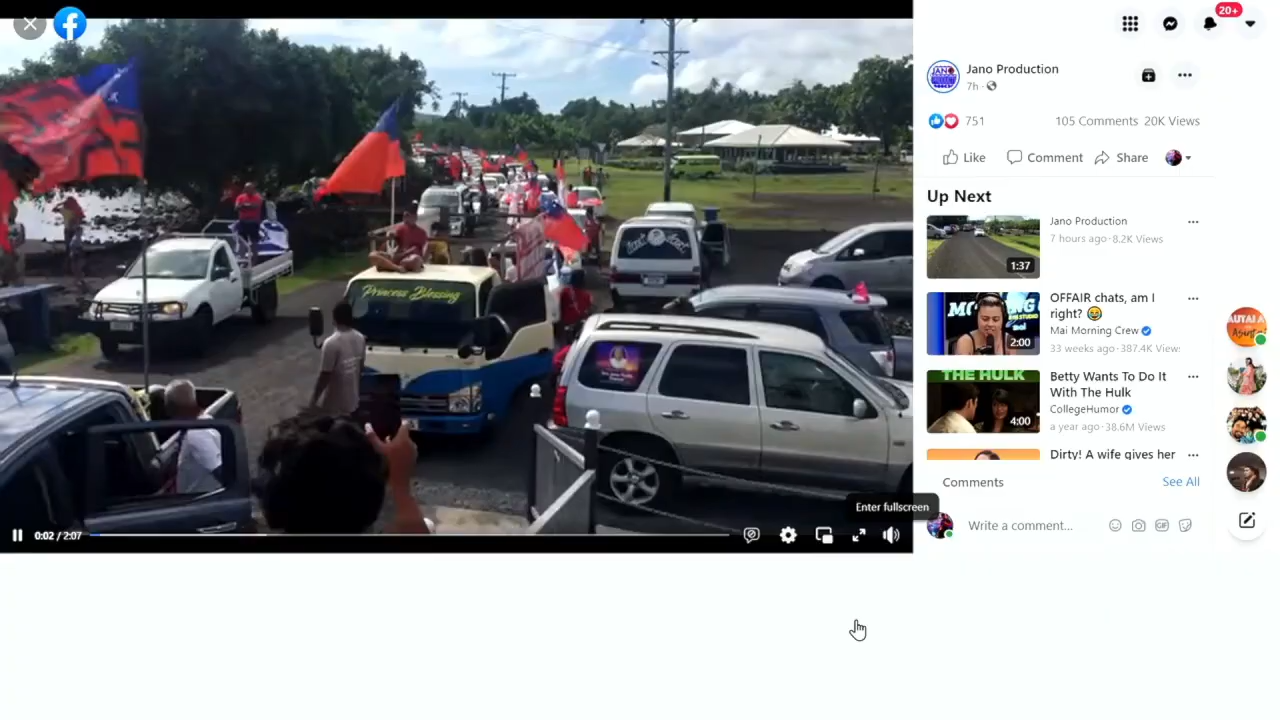 20+
Jano Production
7h
751
105 Comments 20K Views
Like
Comment
Share
Up Next
Jano Production
7 hours ago · 8.2K Views
1:37
OFFAIR chats, am I
right? 😂
Mai Morning Crew
33 weeks ago · 387.4K Views
2:00
THE HULK
Betty Wants To Do It
With The Hulk
CollegeHumor
a year ago · 38.6M Views
4:00
Dirty! A wife gives her
Comments
See All
Write a comment...
GIF
Princess Blessing
Enter fullscreen
0:02 / 2:07